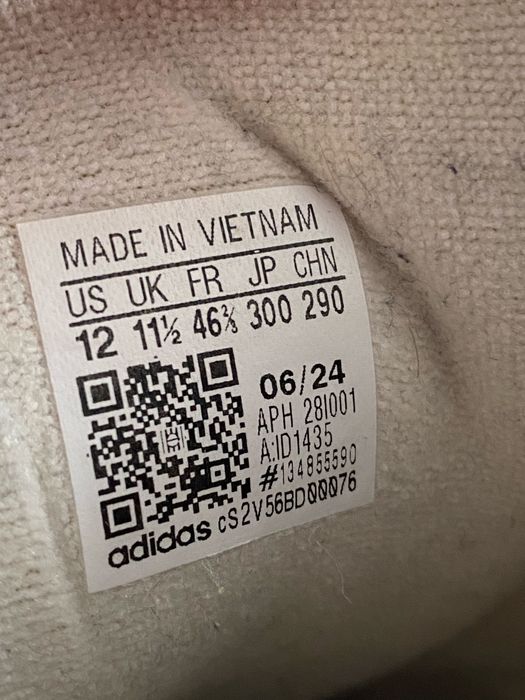 MADE IN VIETNAM
US UK FR JP CHN
12 11½ 46⅔ 300 290
06/24
APH 28I001
A:ID1435
#134855590
adidas cS2V56BD00076